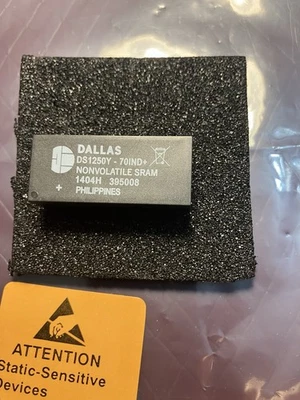 DALLAS
DS1250Y - 70IND+
NONVOLATILE SRAM
1404H 395008
+ PHILIPPINES
ATTENTION
Static-Sensitive
Devices